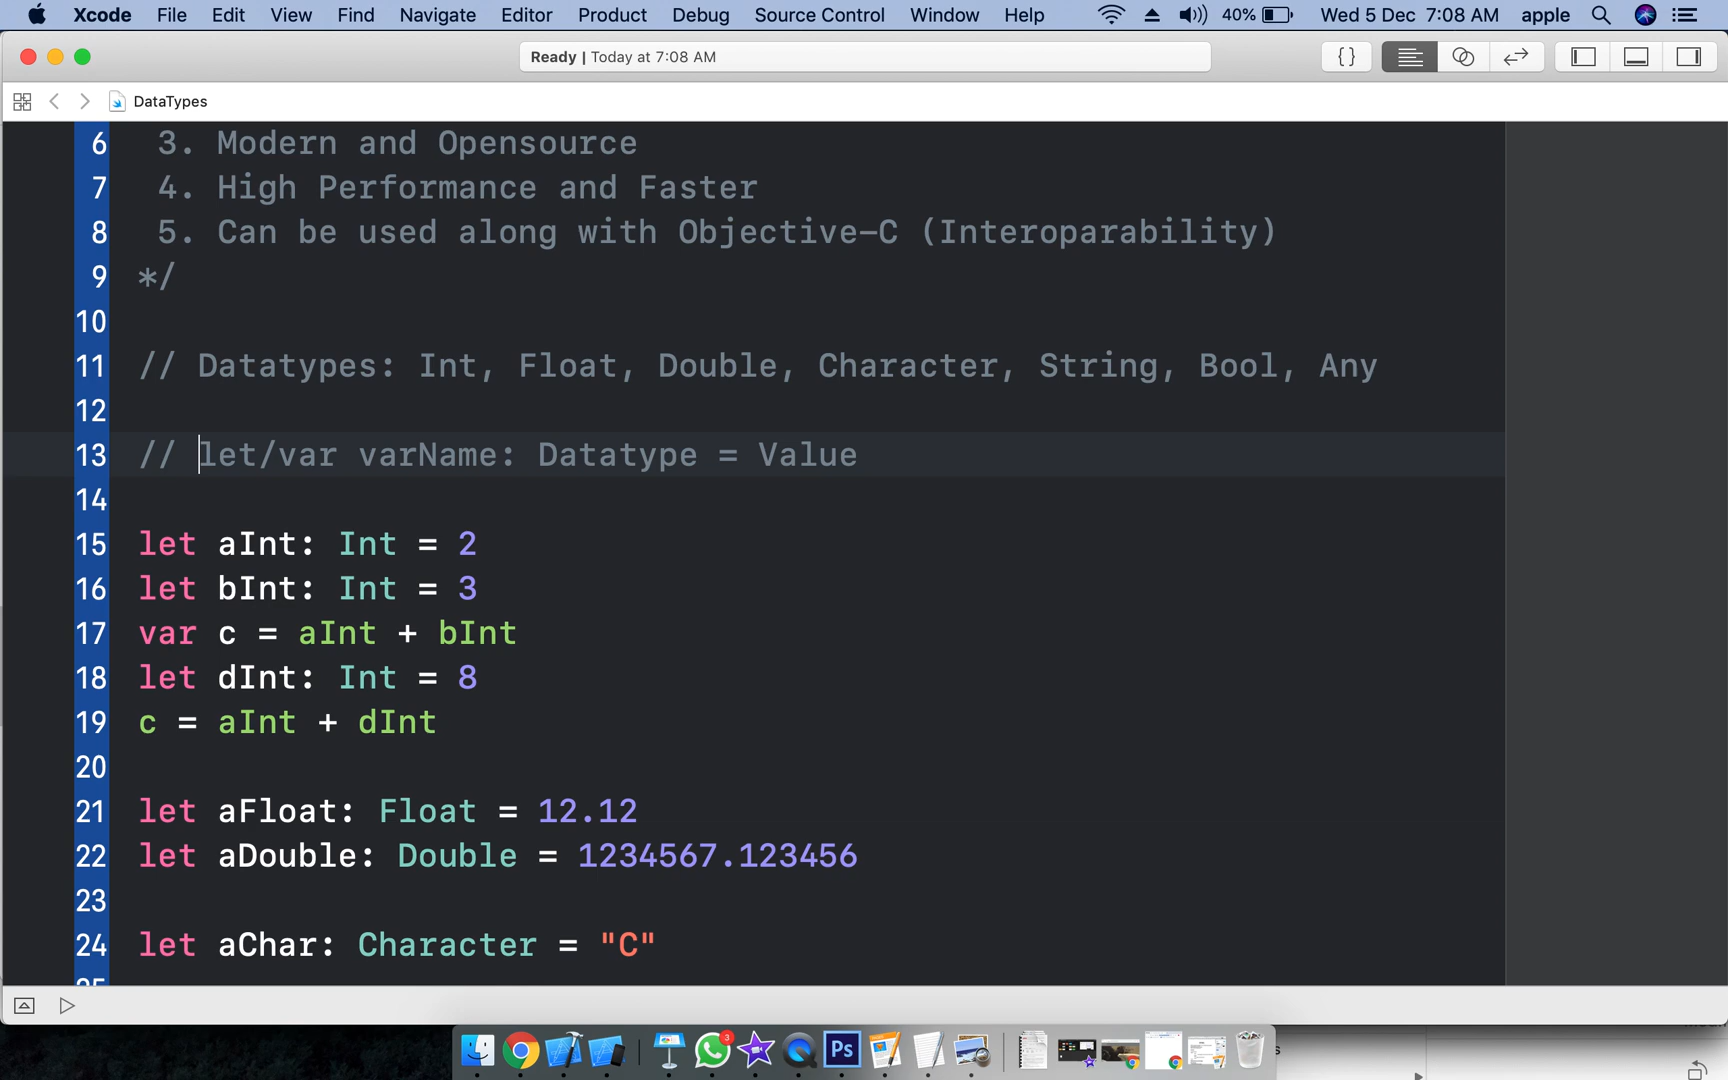 Xcode File Edit View Find Navigate Editor Product Debug Source Control Window Help 40% Wed 5 Dec 7:08 AM apple
Ready | Today at 7:08 AM {}
DataTypes
6 3. Modern and Opensource
7 4. High Performance and Faster
8 5. Can be used along with Objective-C (Interoparability)
9 */
10
11 // Datatypes: Int, Float, Double, Character, String, Bool, Any
12
13 // let/var varName: Datatype = Value
14
15 let aInt: Int = 2
16 let bInt: Int = 3
17 var c = aInt + bInt
18 let dInt: Int = 8
19 c = aInt + dInt
20
21 let aFloat: Float = 12.12
22 let aDouble: Double = 1234567.123456
23
24 let aChar: Character = "C"
25
3
Ps